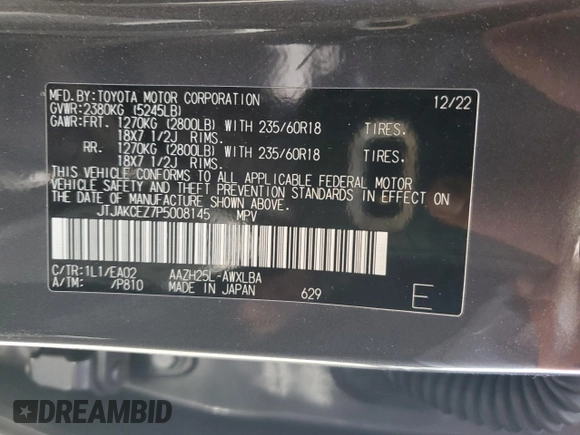 MFD.BY:TOYOTA MOTOR CORPORATION 12/22
GVWR:2380KG (5245LB)
GAWR:FRT. 1270KG (2800LB) WITH 235/60R18 TIRES.
18X7 1/2J RIMS.
RR. 1270KG (2800LB) WITH 235/60R18 TIRES.
18X7 1/2J RIMS.
THIS VEHICLE CONFORMS TO ALL APPLICABLE FEDERAL MOTOR
VEHICLE SAFETY AND THEFT PREVENTION STANDARDS IN EFFECT ON
THE DATE OF MANUFACTURE SHOWN ABOVE.
JTJAKCEZ7P5008145 MPV
C/TR:1L1/EA02 AAZH25L-AWXLBA
A/TM: /P810 MADE IN JAPAN 629 E
DREAMBID